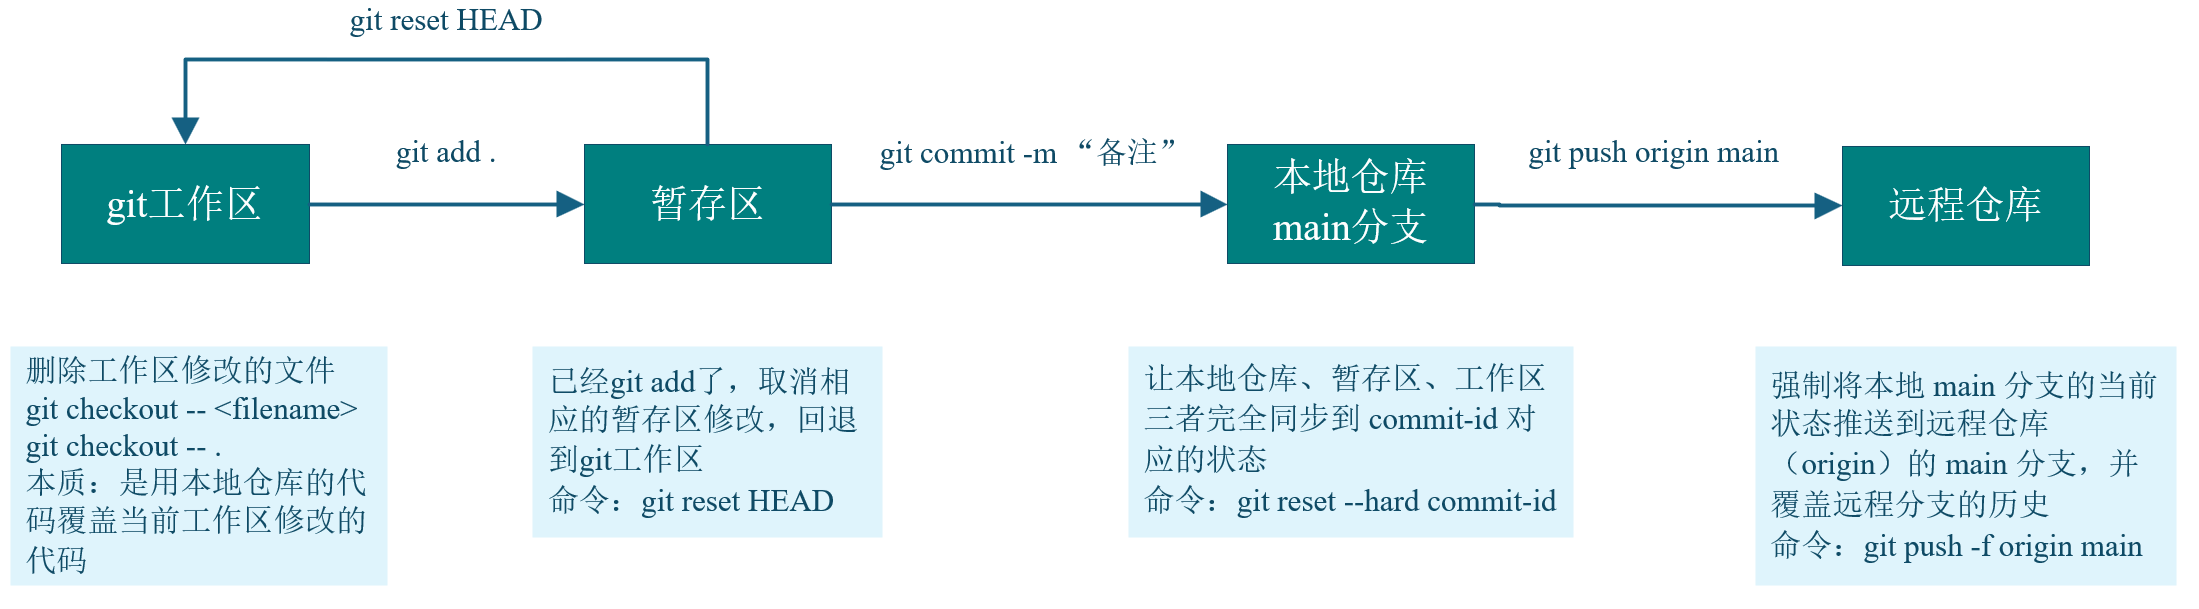 git reset HEAD
git add .
git commit -m “备注”
git push origin main
git工作区
暂存区
本地仓库
main分支
远程仓库
删除工作区修改的文件
git checkout -- <filename>
git checkout -- .
本质：是用本地仓库的代
码覆盖当前工作区修改的
代码
已经git add了，取消相
应的暂存区修改，回退
到git工作区
命令：git reset HEAD
让本地仓库、暂存区、工作区
三者完全同步到 commit-id 对
应的状态
命令：git reset --hard commit-id
强制将本地 main 分支的当前
状态推送到远程仓库
（origin）的 main 分支，并
覆盖远程分支的历史
命令：git push -f origin main